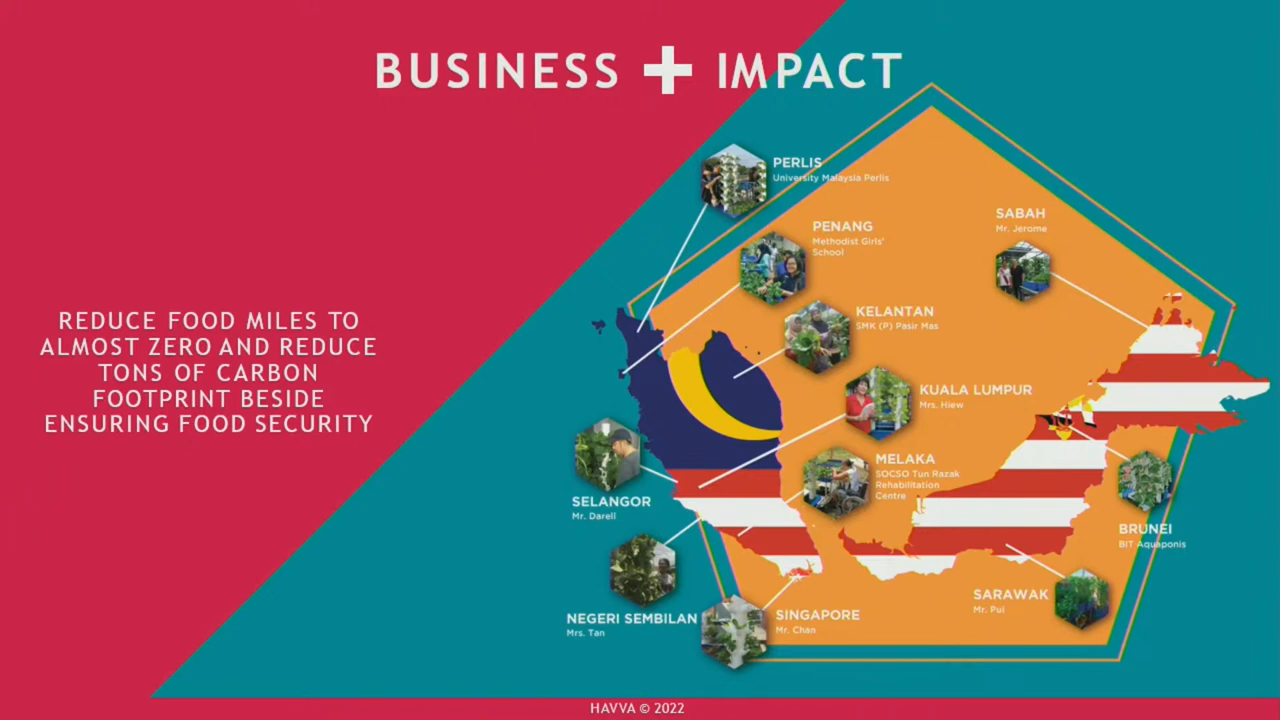 BUSINESS + IMPACT
PERLIS
University Malaysia Perlis
PENANG
Methodist Girls'
School
SABAH
Mr. Jerome
KELANTAN
SMK (P) Pasir Mas
REDUCE FOOD MILES TO
ALMOST ZERO AND REDUCE
TONS OF CARBON
FOOTPRINT BESIDE
ENSURING FOOD SECURITY
KUALA LUMPUR
Mrs. Hiew
MELAKA
SOCSO Tun Razak
Rehabilitation
Centre
SELANGOR
Mr. Darell
BRUNEI
BIT Aquaponis
NEGERI SEMBILAN
Mrs. Tan
SINGAPORE
Mr. Chan
SARAWAK
Mr. Pui
HAVVA © 2022